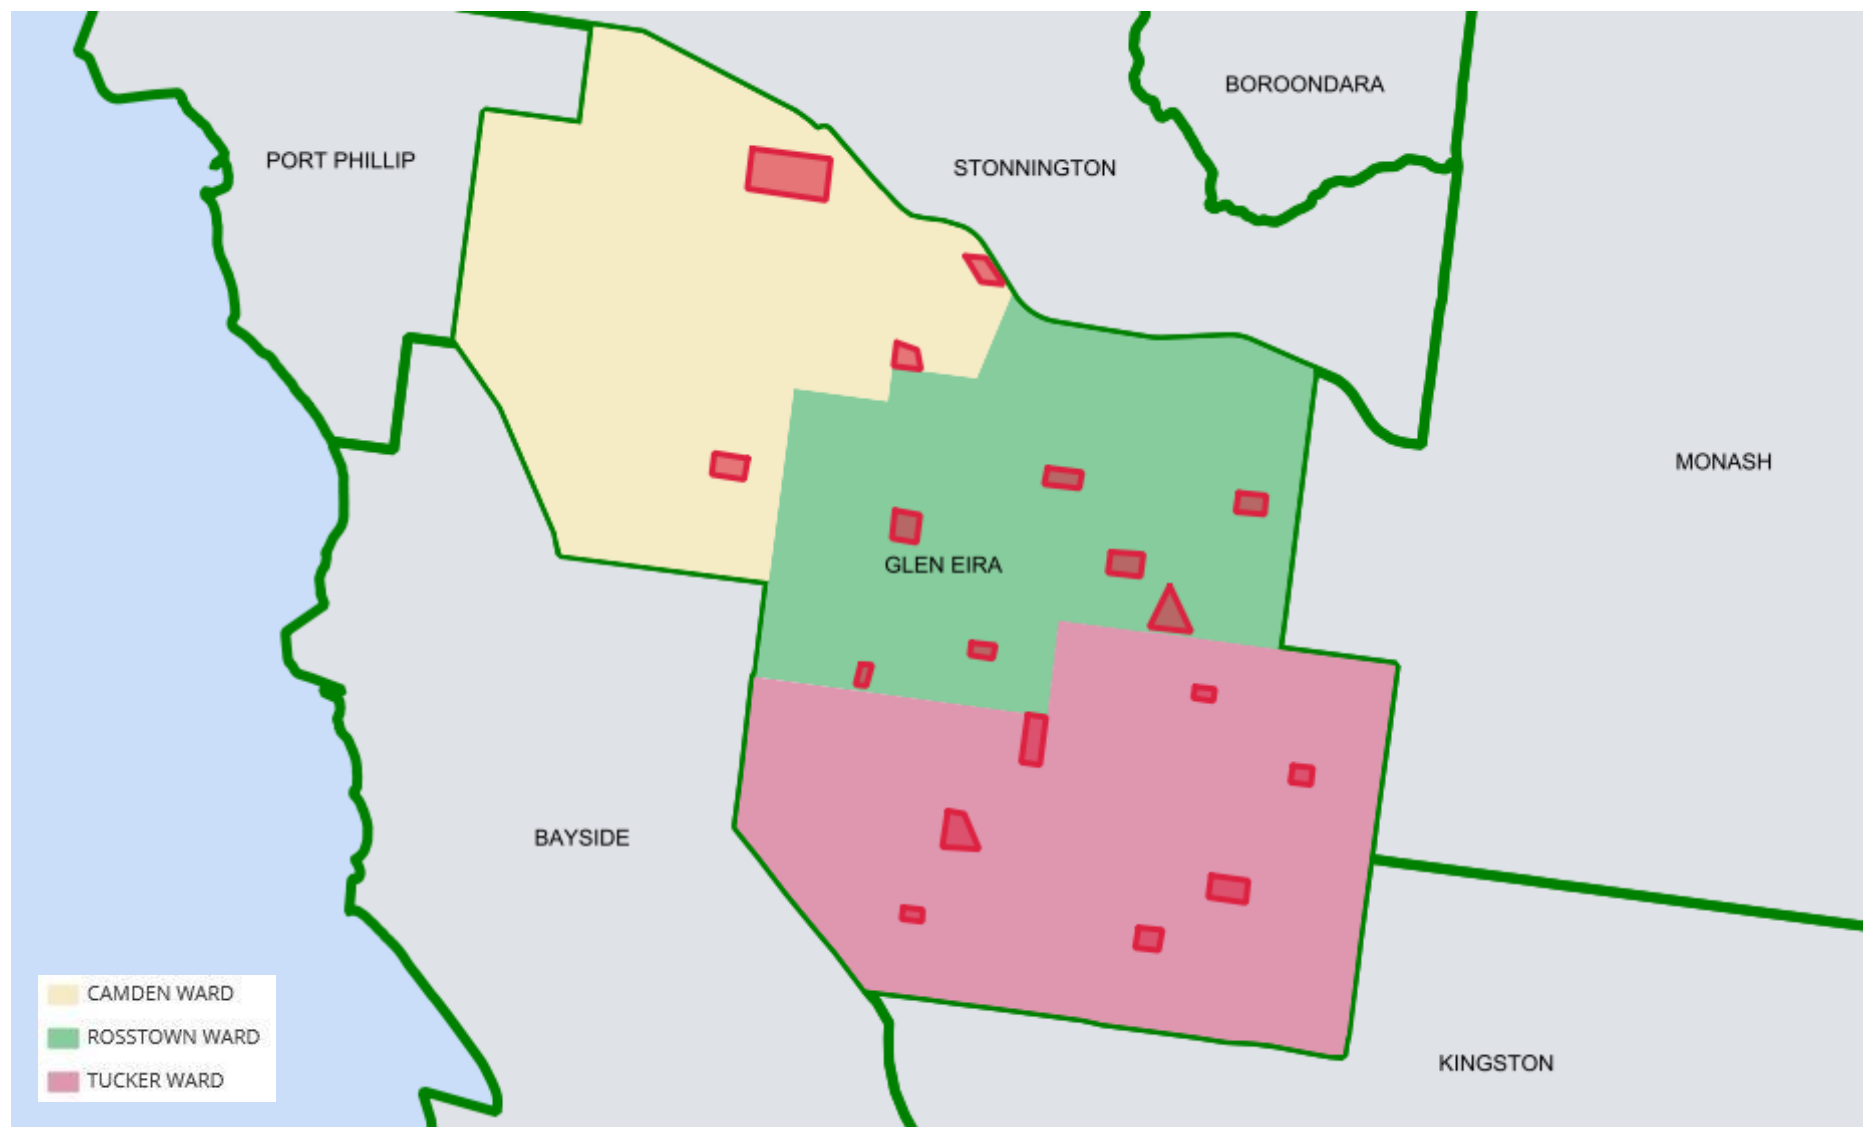 BOROONDARA
PORT PHILLIP
STONNINGTON
MONASH
GLEN EIRA
BAYSIDE
CAMDEN WARD
ROSSTOWN WARD
TUCKER WARD
KINGSTON